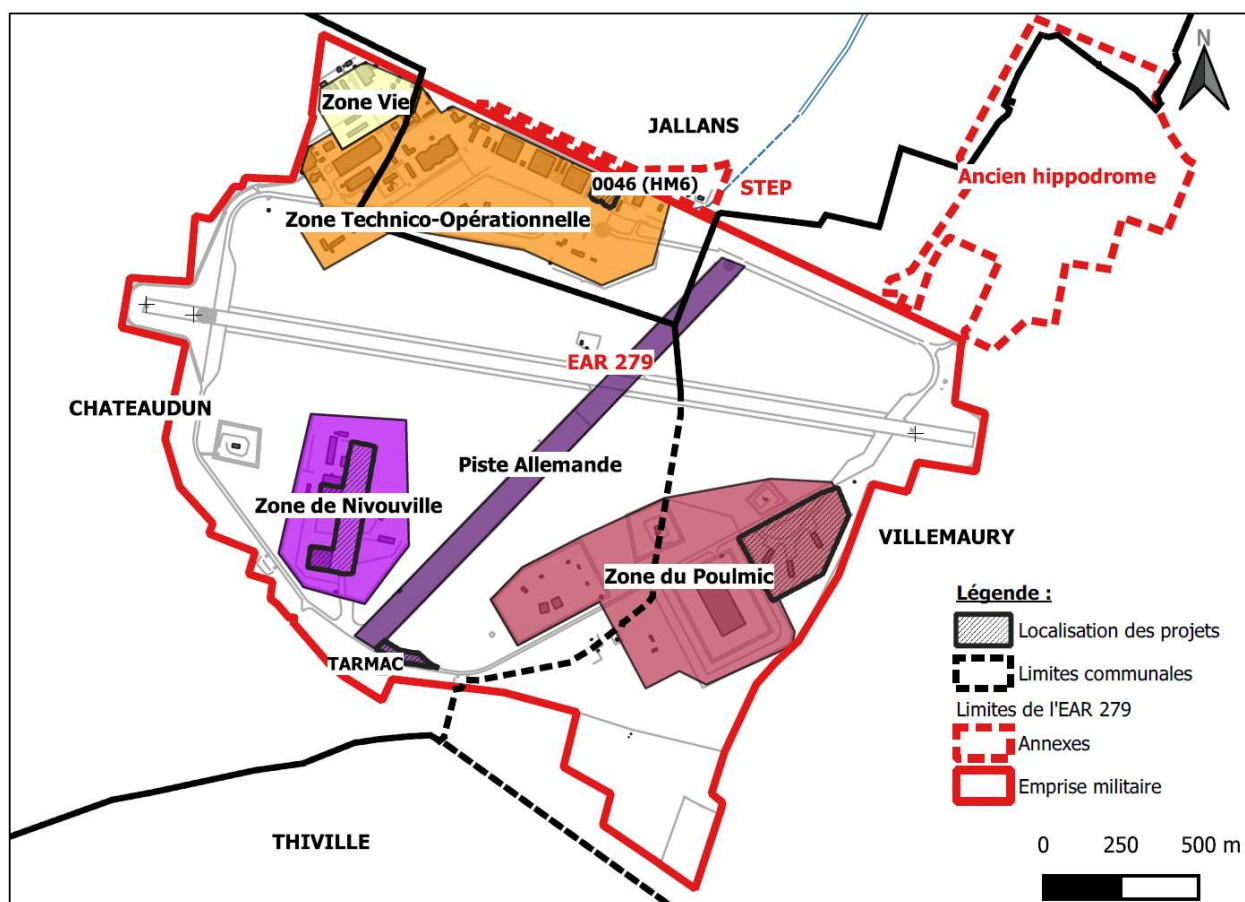 N
Zone Vie
JALLANS
0046 (HM6)
STEP
Ancien hippodrome
Zone Technico-Opérationnelle
EAR 279
CHATEAUDUN
Piste Allemande
Zone de Nivouville
VILLEMAURY
Zone du Poulmic
TARMAC
THIVILLE
Légende :
Localisation des projets
Limites communales
Limites de l'EAR 279
Annexes
Emprise militaire
0 250 500 m